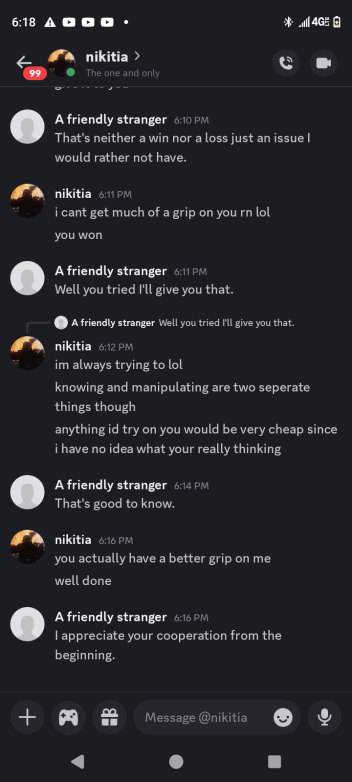 6:18
4GE
99
nikitia
The one and only
A friendly stranger 6:10 PM
That's neither a win nor a loss just an issue I
would rather not have.
nikitia 6:11 PM
i cant get much of a grip on you rn lol
you won
A friendly stranger 6:11 PM
Well you tried I'll give you that.
A friendly stranger Well you tried I'll give you that.
nikitia 6:12 PM
im always trying to lol
knowing and manipulating are two seperate
things though
anything id try on you would be very cheap since
i have no idea what your really thinking
A friendly stranger 6:14 PM
That's good to know.
nikitia 6:16 PM
you actually have a better grip on me
well done
A friendly stranger 6:16 PM
I appreciate your cooperation from the
beginning.
Message @nikitia